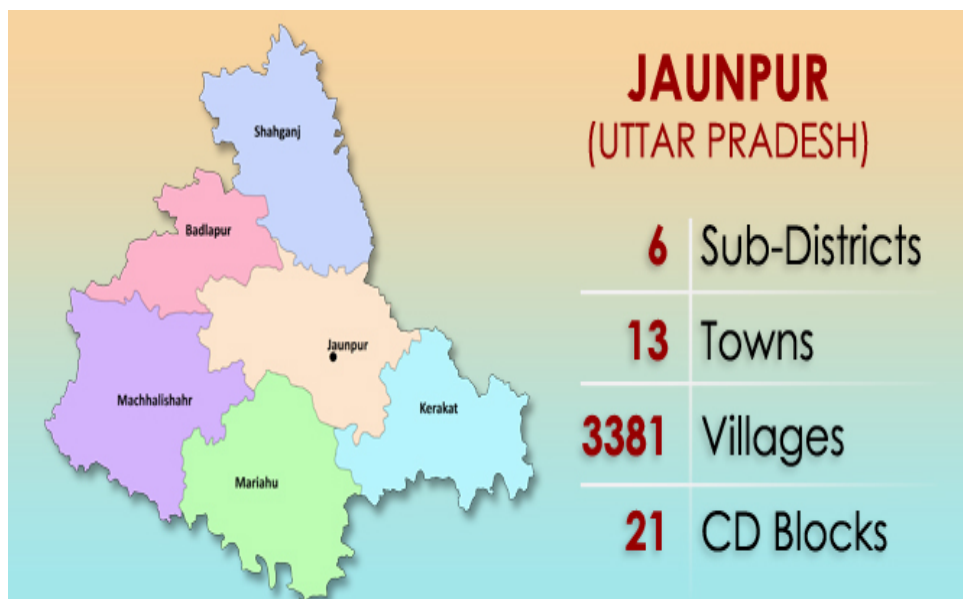 Shahganj
Badlapur
Jaunpur
Machhalishahr
Kerakat
Mariahu
JAUNPUR
(UTTAR PRADESH)
6 Sub-Districts
13 Towns
3381 Villages
21 CD Blocks